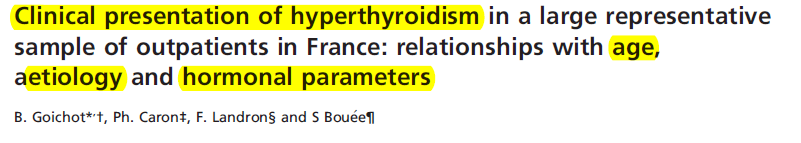 Clinical presentation of hyperthyroidism in a large representative
sample of outpatients in France: relationships with age,
aetiology and hormonal parameters
B. Goichot*,†, Ph. Caron‡, F. Landron§ and S Bouée¶